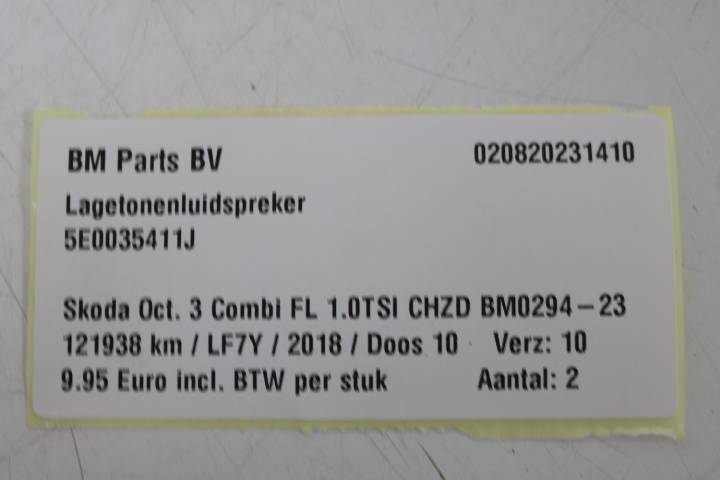 BM Parts BV 020820231410
Lagetonenluidspreker
5E0035411J
Skoda Oct. 3 Combi FL 1.0TSI CHZD BM0294-23
121938 km / LF7Y / 2018 / Doos 10 Verz: 10
9.95 Euro incl. BTW per stuk Aantal: 2